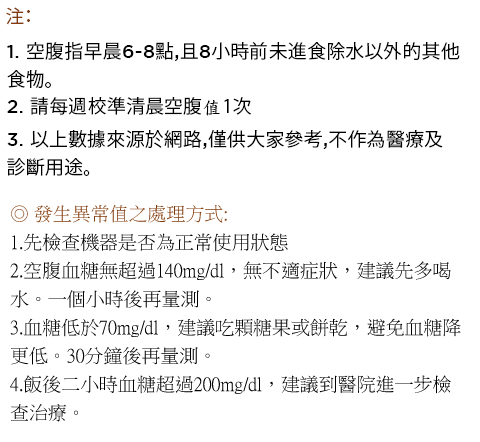 注:
1. 空腹指早晨6-8點,且8小時前未進食除水以外的其他
食物。
2. 請每週校準清晨空腹值1次
3. 以上數據來源於網路,僅供大家參考,不作為醫療及
診斷用途。
◎ 發生異常值之處理方式:
1.先檢查機器是否為正常使用狀態
2.空腹血糖無超過140mg/dl，無不適症狀，建議先多喝
水。一個小時後再量測。
3.血糖低於70mg/dl，建議吃顆糖果或餅乾，避免血糖降
更低。30分鐘後再量測。
4.飯後二小時血糖超過200mg/dl，建議到醫院進一步檢
查治療。